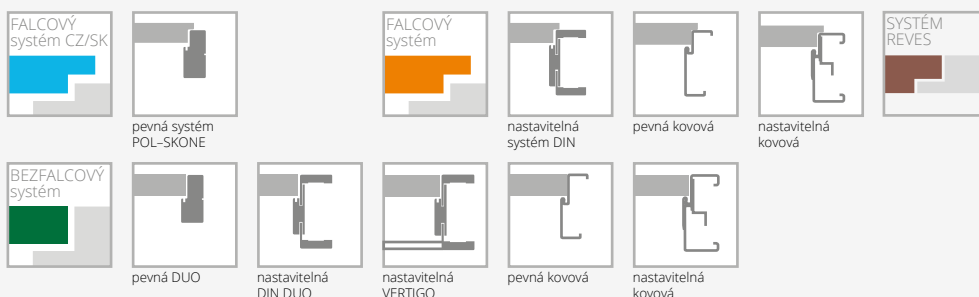 FALCOVÝ
systém CZ/SK
pevná systém
POL–SKONE
FALCOVÝ
systém
nastavitelná
systém DIN
pevná kovová
nastavitelná
kovová
SYSTÉM
REVES
BEZFALCOVÝ
systém
pevná DUO
nastavitelná
DIN DUO
nastavitelná
VERTIGO
pevná kovová
nastavitelná
kovová